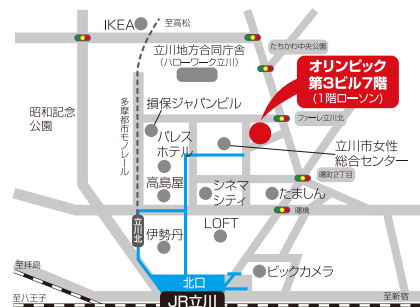 IKEA
至高松
立川地方合同庁舎
(ハローワーク立川)
たちかわ中央公園
オリンピック
第3ビル7階
(1階ローソン)
昭和記念
公園
多摩都市モノレール
損保ジャパンビル
ファーレ立川北
パレス
ホテル
立川市女性
総合センター
高島屋
シネマ
シティ
曙町2丁目
たましん
曙橋
立川北
伊勢丹
LOFT
ビックカメラ
北口
JR立川
至拝島
至八王子
至新宿